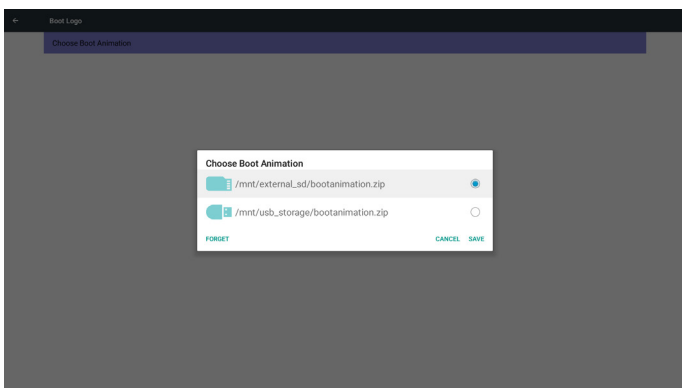 Boot Logo
Choose Boot Animation
Choose Boot Animation
/mnt/external_sd/bootanimation.zip
/mnt/usb_storage/bootanimation.zip
FORGET CANCEL SAVE